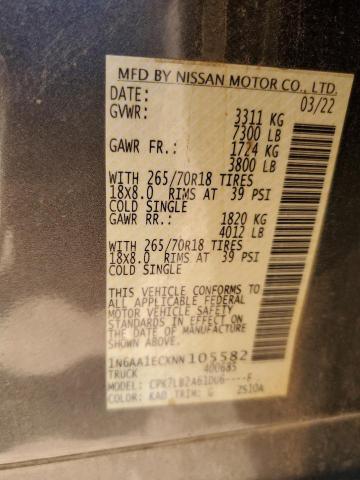 MFD BY NISSAN MOTOR CO., LTD.
DATE: 03/22
GVWR: 3311 KG
7300 LB
GAWR FR.: 1724 KG
3800 LB
WITH 265/70R18 TIRES
18x8.0 RIMS AT 39 PSI
COLD SINGLE
GAWR RR.: 1820 KG
4012 LB
WITH 265/70R18 TIRES
18x8.0 RIMS AT 39 PSI
COLD SINGLE
THIS VEHICLE CONFORMS
TO ALL APPLICABLE FEDERAL
MOTOR VEHICLE SAFETY
STANDARDS IN EFFECT ON
THE DATE OF MANUFACTURE
SHOWN ABOVE.
1N6AA1ECXNN105582
TRUCK 400685
MODEL: CPK7LB2A61DU6----F
COLOR: KAD TRIM: G 2S10A